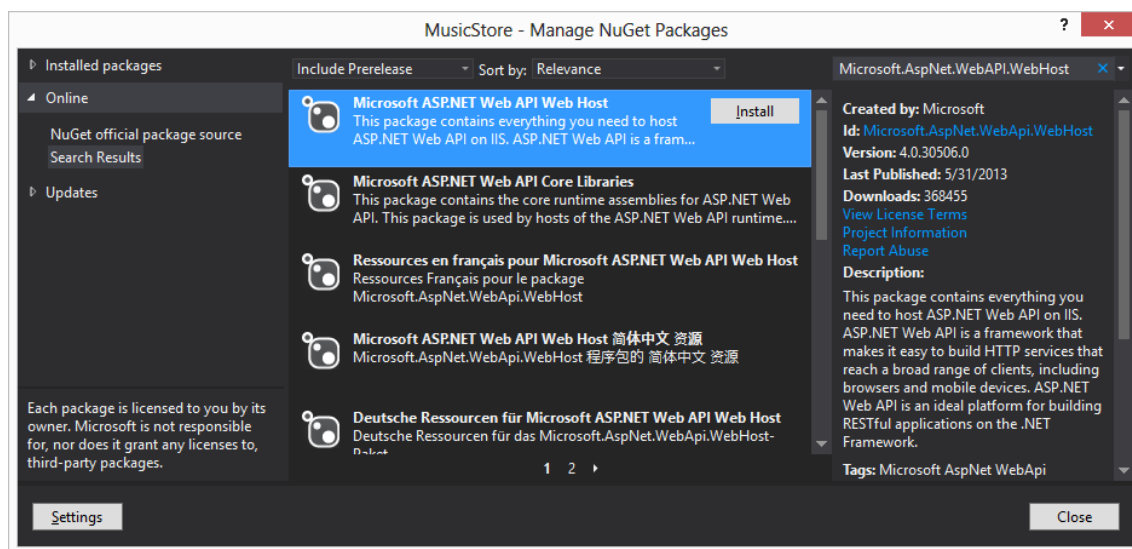 MusicStore - Manage NuGet Packages
?
Installed packages
Online
NuGet official package source
Search Results
Updates
Each package is licensed to you by its
owner. Microsoft is not responsible
for, nor does it grant any licenses to,
third-party packages.
Settings
Include Prerelease
Sort by: Relevance
Microsoft ASP.NET Web API Web Host
This package contains everything you need to host
ASP.NET Web API on IIS. ASP.NET Web API is a fram...
Install
Microsoft ASP.NET Web API Core Libraries
This package contains the core runtime assemblies for ASP.NET Web
API. This package is used by hosts of the ASP.NET Web API runtime....
Ressources en français pour Microsoft ASP.NET Web API Web Host
Ressources Français pour le package
Microsoft.AspNet.WebApi.WebHost
Microsoft ASP.NET Web API Web Host 简体中文 资源
Microsoft.AspNet.WebApi.WebHost 程序包的 简体中文 资源
Deutsche Ressourcen für Microsoft ASP.NET Web API Web Host
Deutsche Ressourcen für das Microsoft.AspNet.WebApi.WebHost-
Paket
1 2
Microsoft.AspNet.WebAPI.WebHost
Created by: Microsoft
Id: Microsoft.AspNet.WebApi.WebHost
Version: 4.0.30506.0
Last Published: 5/31/2013
Downloads: 368455
View License Terms
Project Information
Report Abuse
Description:
This package contains everything you
need to host ASP.NET Web API on IIS.
ASP.NET Web API is a framework that
makes it easy to build HTTP services that
reach a broad range of clients, including
browsers and mobile devices. ASP.NET
Web API is an ideal platform for building
RESTful applications on the .NET
Framework.
Tags: Microsoft AspNet WebApi
Close